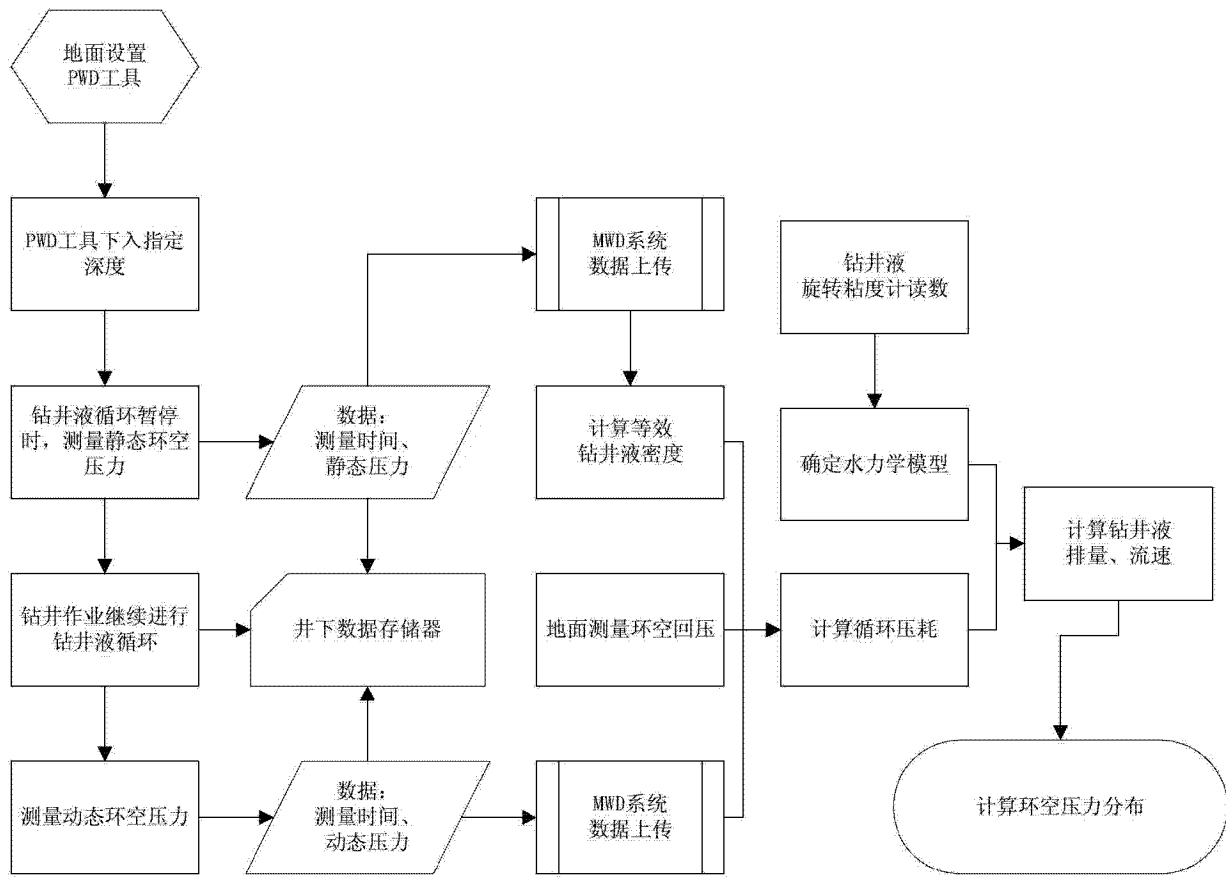 地面设置
PWD工具
PWD工具下入指定
深度
钻井液循环暂停
时，测量静态环空
压力
钻井作业继续进行
钻井液循环
测量动态环空压力
数据：
测量时间、
静态压力
井下数据存储器
数据：
测量时间、
动态压力
MWD系统
数据上传
计算等效
钻井液密度
地面测量环空回压
MWD系统
数据上传
钻井液
旋转粘度计读数
确定水力学模型
计算循环压耗
计算钻井液
排量、流速
计算环空压力分布